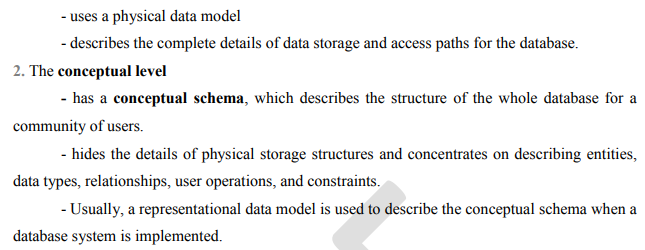 - uses a physical data model
- describes the complete details of data storage and access paths for the database.
2. The conceptual level
- has a conceptual schema, which describes the structure of the whole database for a
community of users.
- hides the details of physical storage structures and concentrates on describing entities,
data types, relationships, user operations, and constraints.
- Usually, a representational data model is used to describe the conceptual schema when a
database system is implemented.